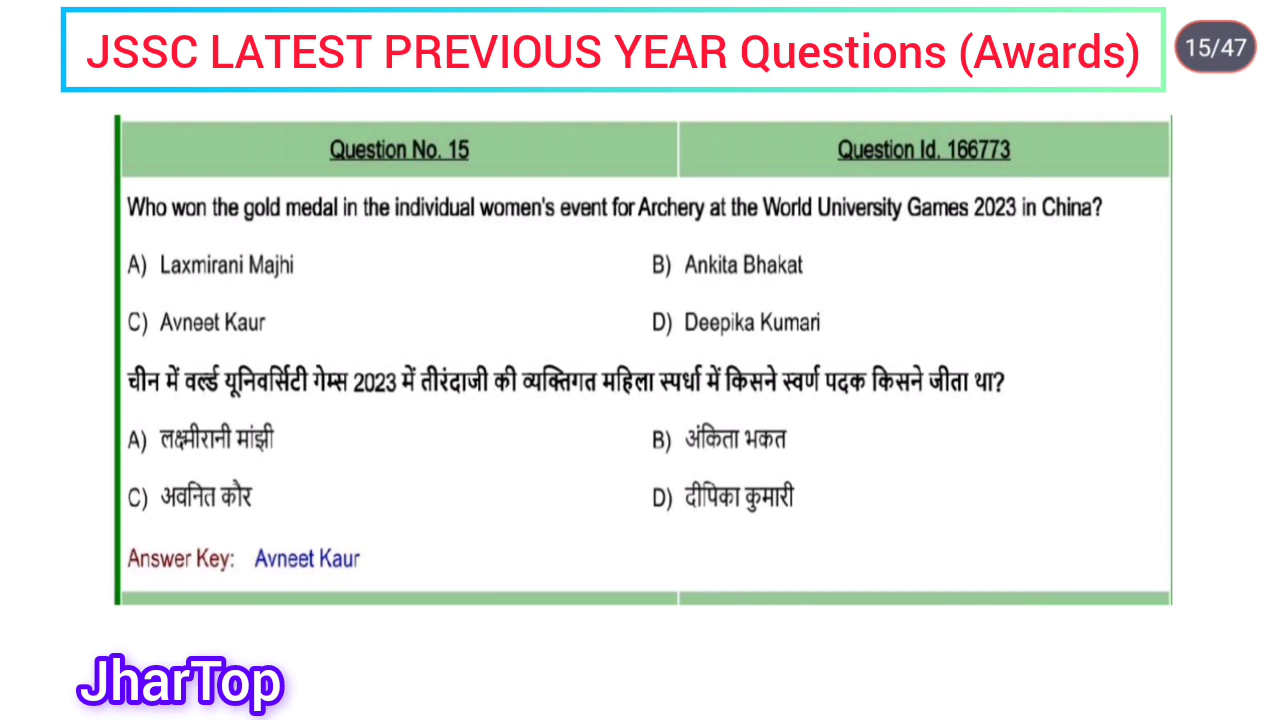 JSSC LATEST PREVIOUS YEAR Questions (Awards)
15/47
Question No. 15
Question Id. 166773
Who won the gold medal in the individual women's event for Archery at the World University Games 2023 in China?
A) Laxmirani Majhi
B) Ankita Bhakat
C) Avneet Kaur
D) Deepika Kumari
चीन में वर्ल्ड यूनिवर्सिटी गेम्स 2023 में तीरंदाजी की व्यक्तिगत महिला स्पर्धा में किसने स्वर्ण पदक किसने जीता था?
A) लक्ष्मीरानी मांझी
B) अंकिता भकत
C) अवनित कौर
D) दीपिका कुमारी
Answer Key: Avneet Kaur
JharTop